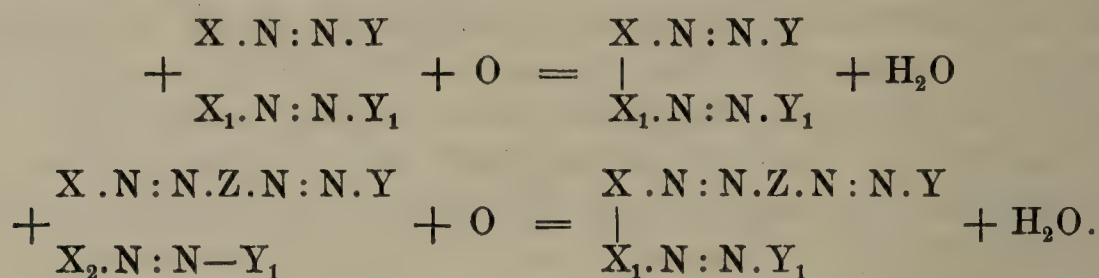 X .N:N.Y X .N:N.Y
+ + O = | + H₂O
X₁.N:N.Y₁ X₁.N:N.Y₁
X .N:N.Z.N:N.Y X .N:N.Z.N:N.Y
+ + O = | + H₂O.
X₂.N:N—Y₁ X₁.N:N.Y₁